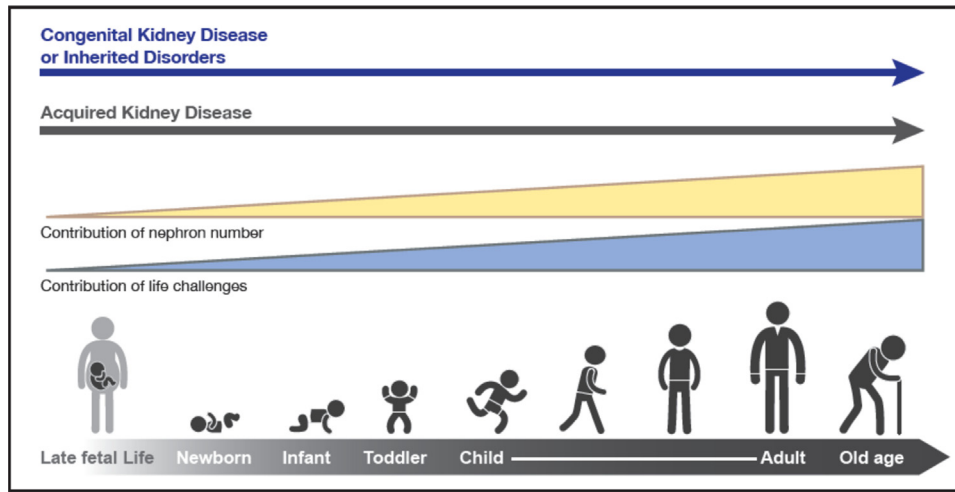 Congenital Kidney Disease
or Inherited Disorders
Acquired Kidney Disease
Contribution of nephron number
Contribution of life challenges
Late fetal Life Newborn Infant Toddler Child Adult Old age